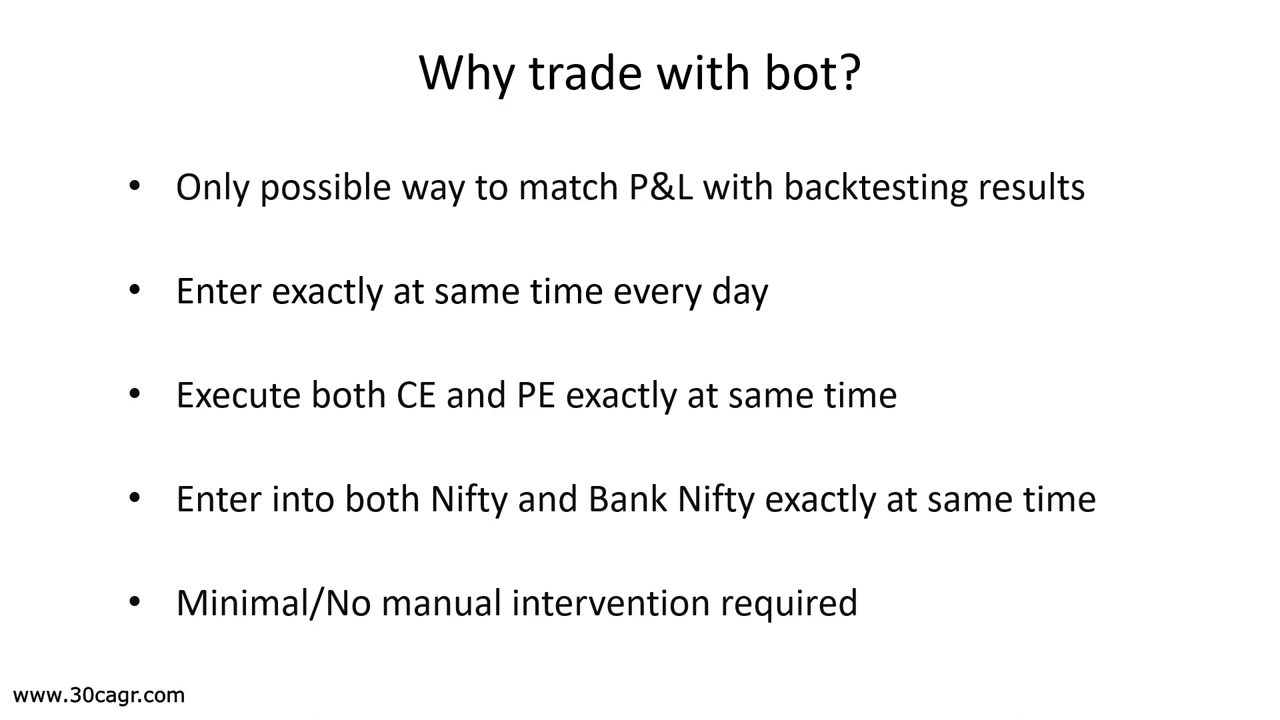 Why trade with bot?
• Only possible way to match P&L with backtesting results
• Enter exactly at same time every day
• Execute both CE and PE exactly at same time
• Enter into both Nifty and Bank Nifty exactly at same time
• Minimal/No manual intervention required
www.30cagr.com